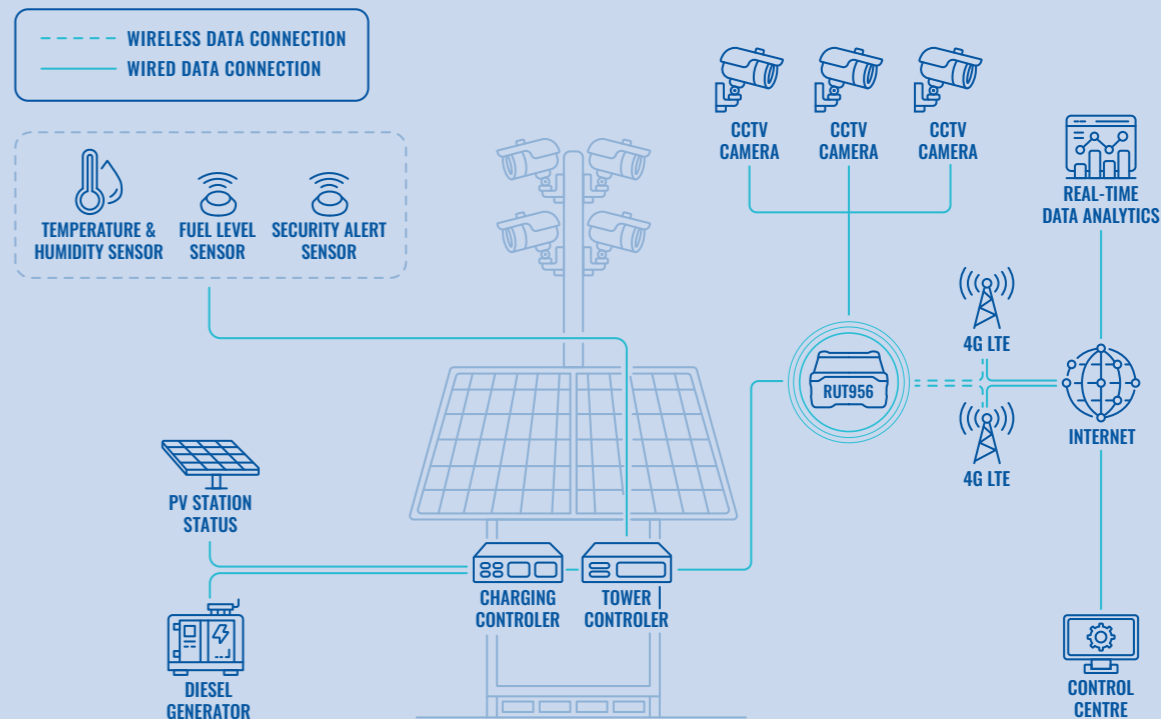 WIRELESS DATA CONNECTION
WIRED DATA CONNECTION
TEMPERATURE &
HUMIDITY SENSOR
FUEL LEVEL
SENSOR
SECURITY ALERT
SENSOR
CCTV
CAMERA
CCTV
CAMERA
CCTV
CAMERA
REAL-TIME
DATA ANALYTICS
4G LTE
RUT956
INTERNET
4G LTE
PV STATION
STATUS
CHARGING
CONTROLER
TOWER
CONTROLER
DIESEL
GENERATOR
CONTROL
CENTRE